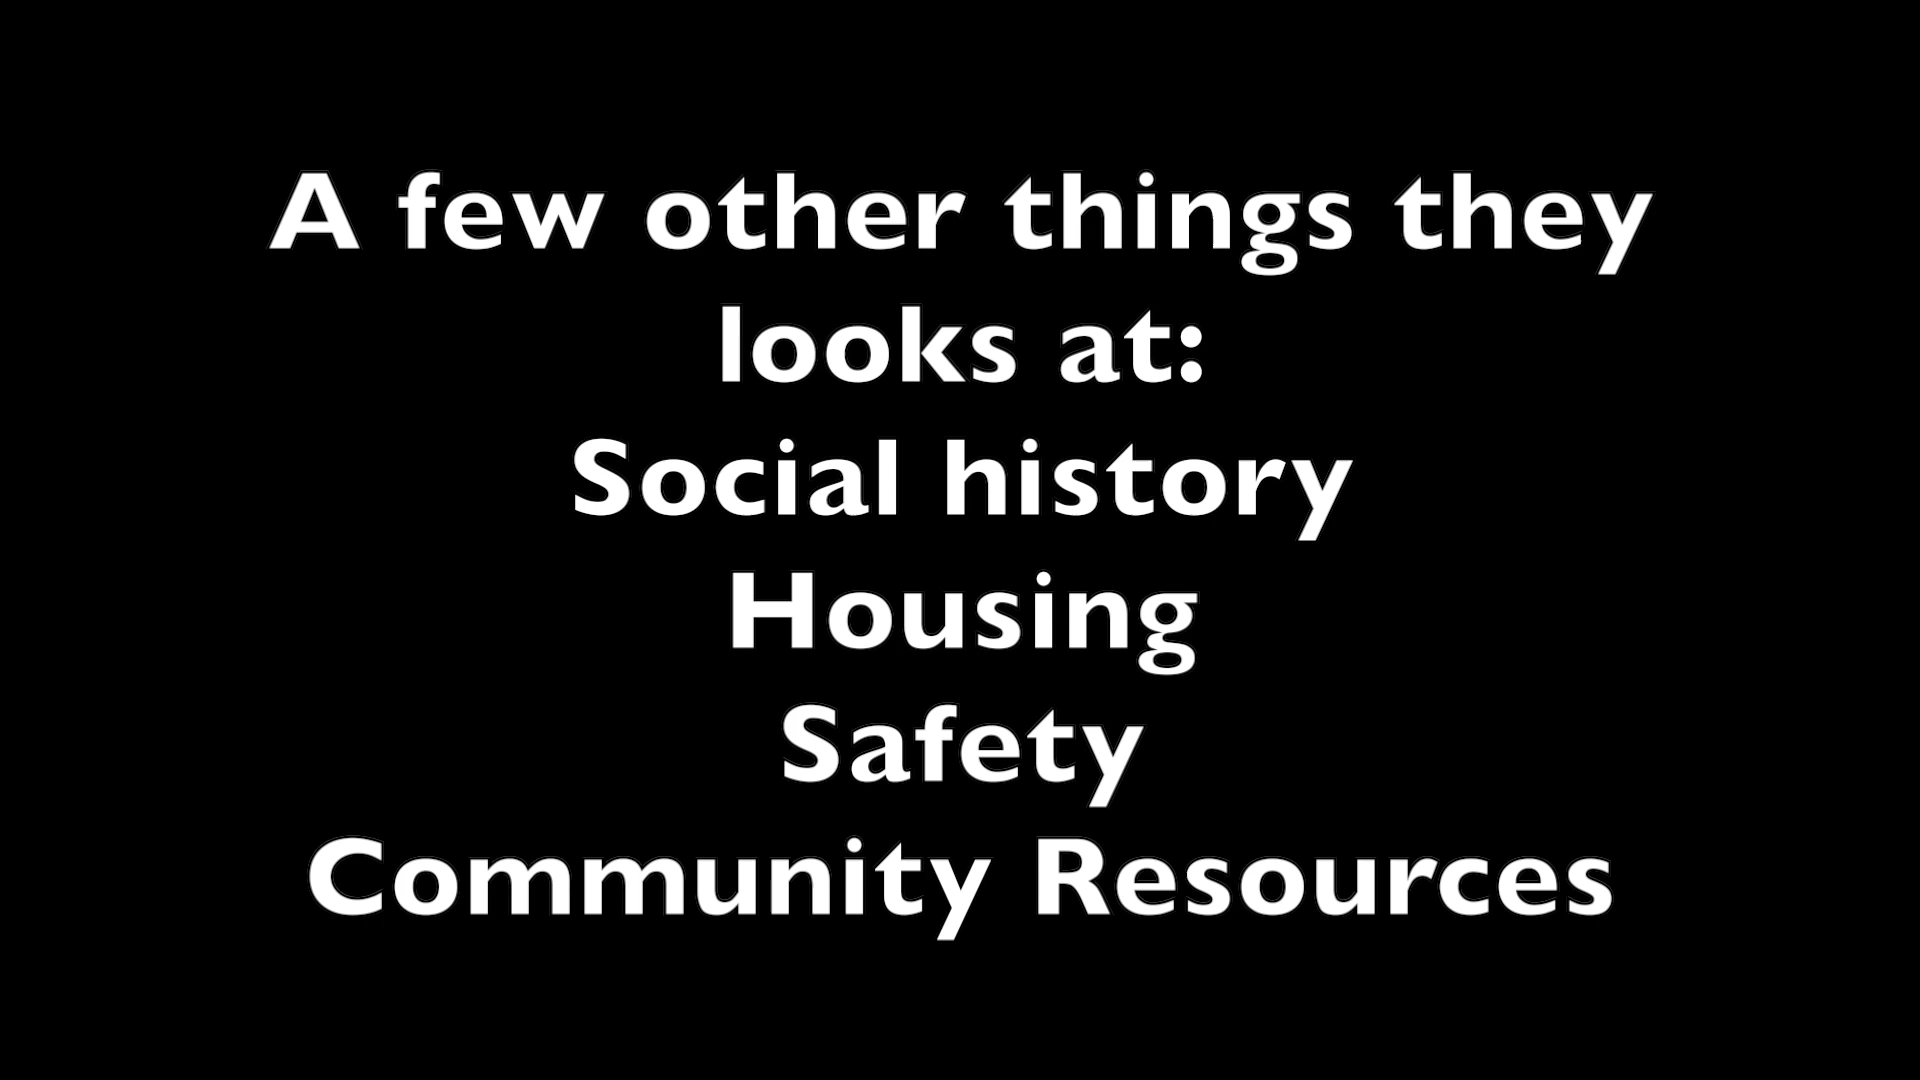 A few other things they
looks at:
Social history
Housing
Safety
Community Resources